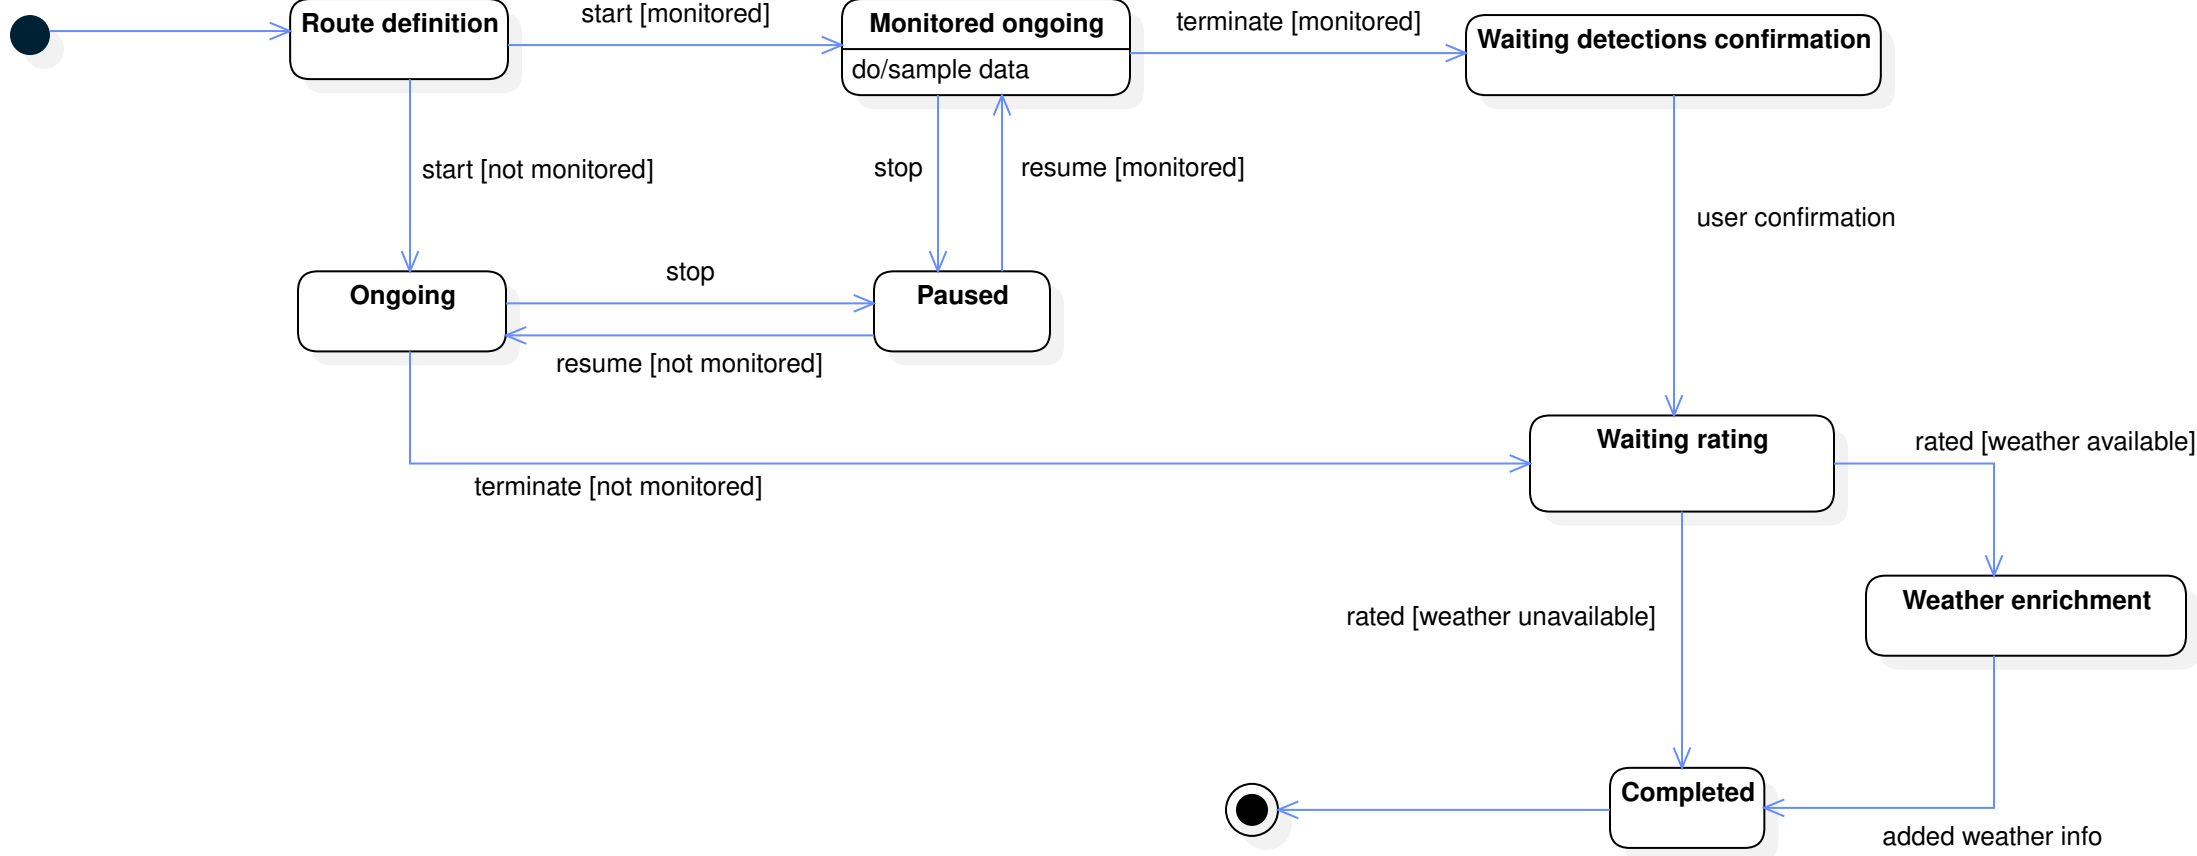 Route definition
start [monitored]
Monitored ongoing
do/sample data
terminate [monitored]
Waiting detections confirmation
start [not monitored]
stop
resume [monitored]
user confirmation
Ongoing
stop
Paused
resume [not monitored]
terminate [not monitored]
Waiting rating
rated [weather available]
rated [weather unavailable]
Weather enrichment
Completed
added weather info